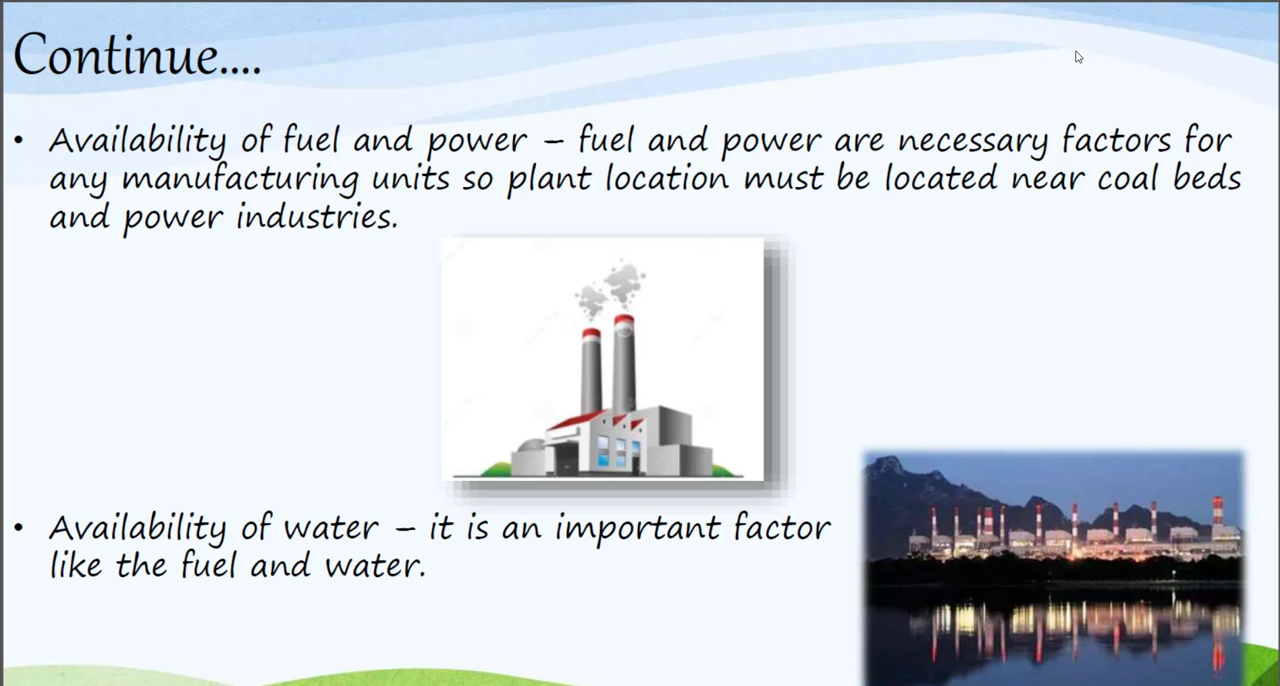 Continue....
• Availability of fuel and power – fuel and power are necessary factors for
any manufacturing units so plant location must be located near coal beds
and power industries.
• Availability of water – it is an important factor
like the fuel and water.